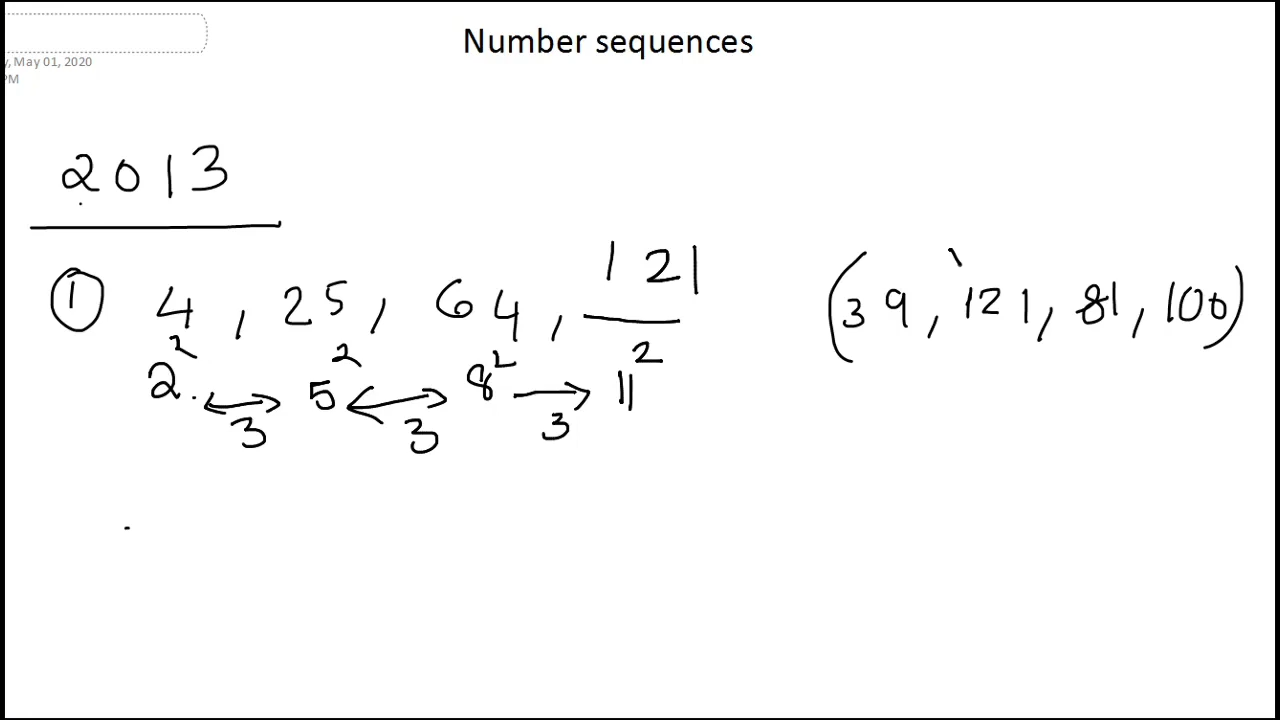 Number sequences
y, May 01, 2020
PM
2013
① 4, 25, 64, 121 (39, 121, 81, 100)
2² 5² 8² 11²
3 3 3